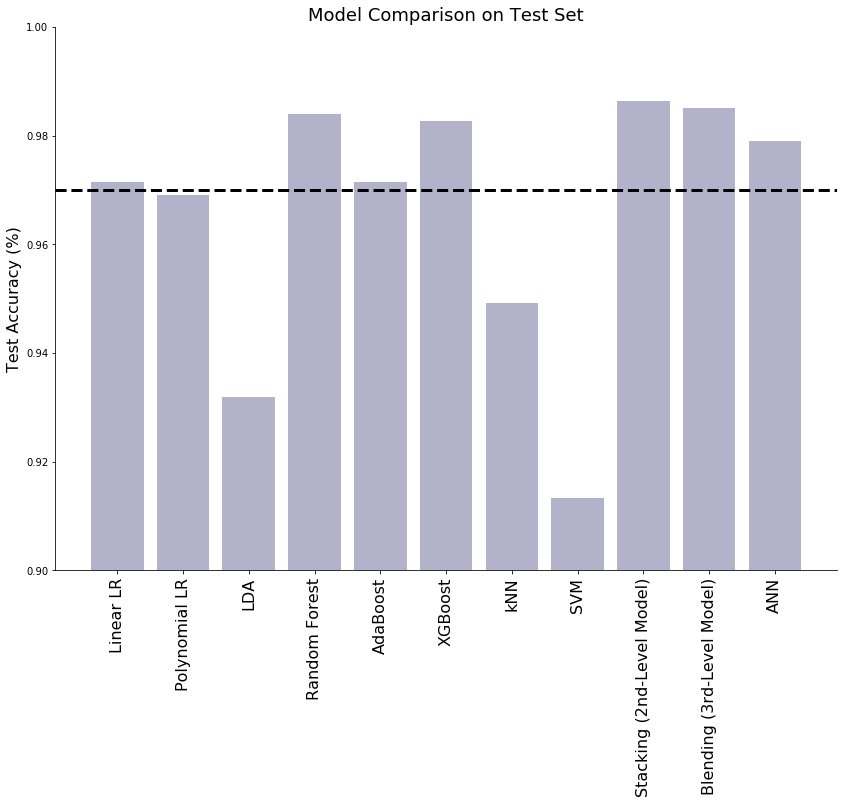 Model Comparison on Test Set
Test Accuracy (%)
1.00
0.98
0.96
0.94
0.92
0.90
Linear LR
Polynomial LR
LDA
Random Forest
AdaBoost
XGBoost
kNN
SVM
Stacking (2nd-Level Model)
Blending (3rd-Level Model)
ANN